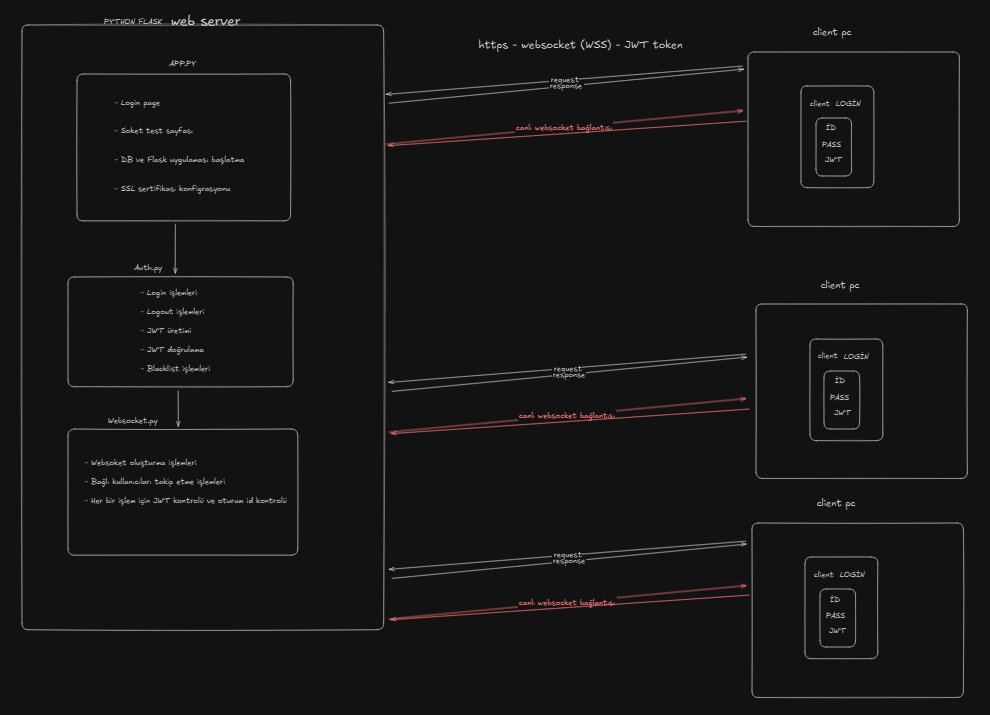 PYTHON FLASK web server
APP.PY
- Login page
- Soket test sayfası
- DB ve Flask uygulaması başlatma
- SSL sertifikası konfigrasyonu
Auth.py
- Login işlemleri
- Logout işlemleri
- JWT üretimi
- JWT doğrulama
- Blacklist işlemleri
Websocket.py
- Websoket oluşturma işlemleri
- Bağlı kullanıcıları takip etme işlemleri
- Her bir işlem için JWT kontrolü ve oturum id kontrolü
https - websocket (WSS) - JWT token
request
response
canlı websocket bağlantısı
client pc
client LOGİN
İD
PASS
JWT
request
response
canlı websocket bağlantısı
client pc
client LOGİN
İD
PASS
JWT
request
response
canlı websocket bağlantısı
client pc
client LOGİN
İD
PASS
JWT